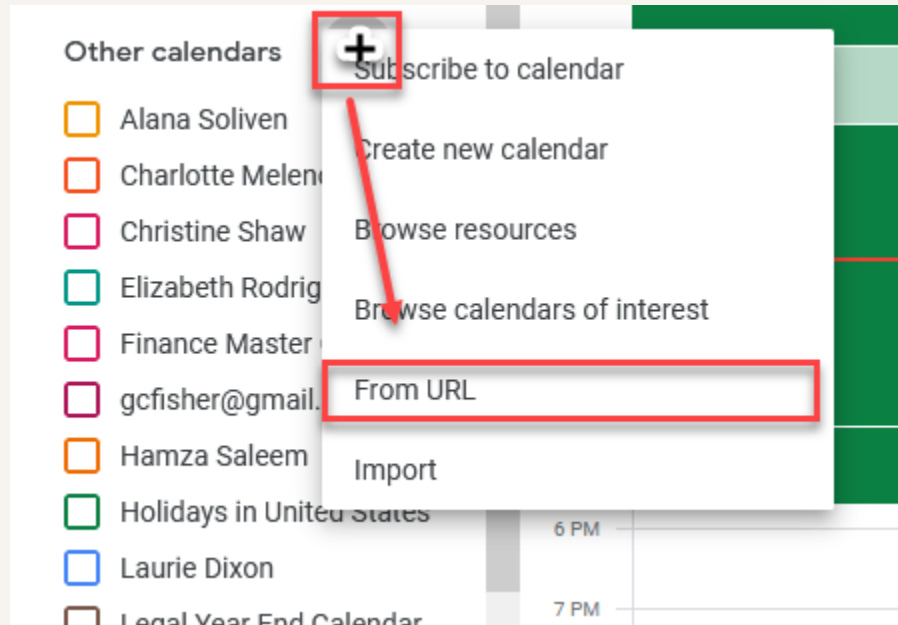 Other calendars
Alana Soliven
Charlotte
Christine Shaw
Elizabeth
Finance Master
gcfisher@gmail.
Hamza Saleem
Holidays in United States
Laurie Dixon
Legal Year End Calendar
Subscribe to calendar
Create new calendar
Browse resources
Browse calendars of interest
From URL
Import
6 PM
7 PM